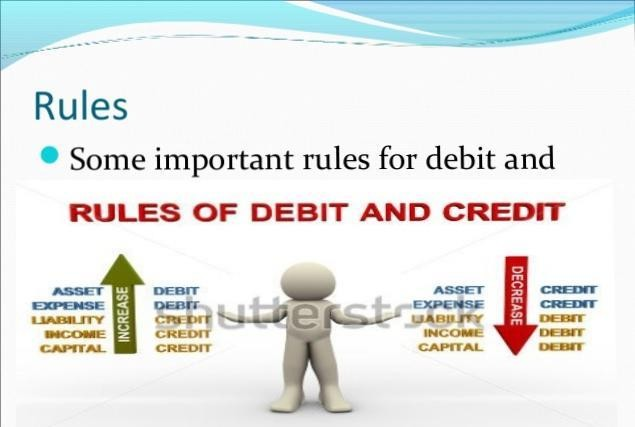 Rules
Some important rules for debit and
RULES OF DEBIT AND CREDIT
ASSET DEBIT
EXPENSE DEBIT
LIABILITY CREDIT
INCOME CREDIT
CAPITAL CREDIT
INCREASE
ASSET CREDIT
EXPENSE CREDIT
LIABILITY DEBIT
INCOME DEBIT
CAPITAL DEBIT
DECREASE